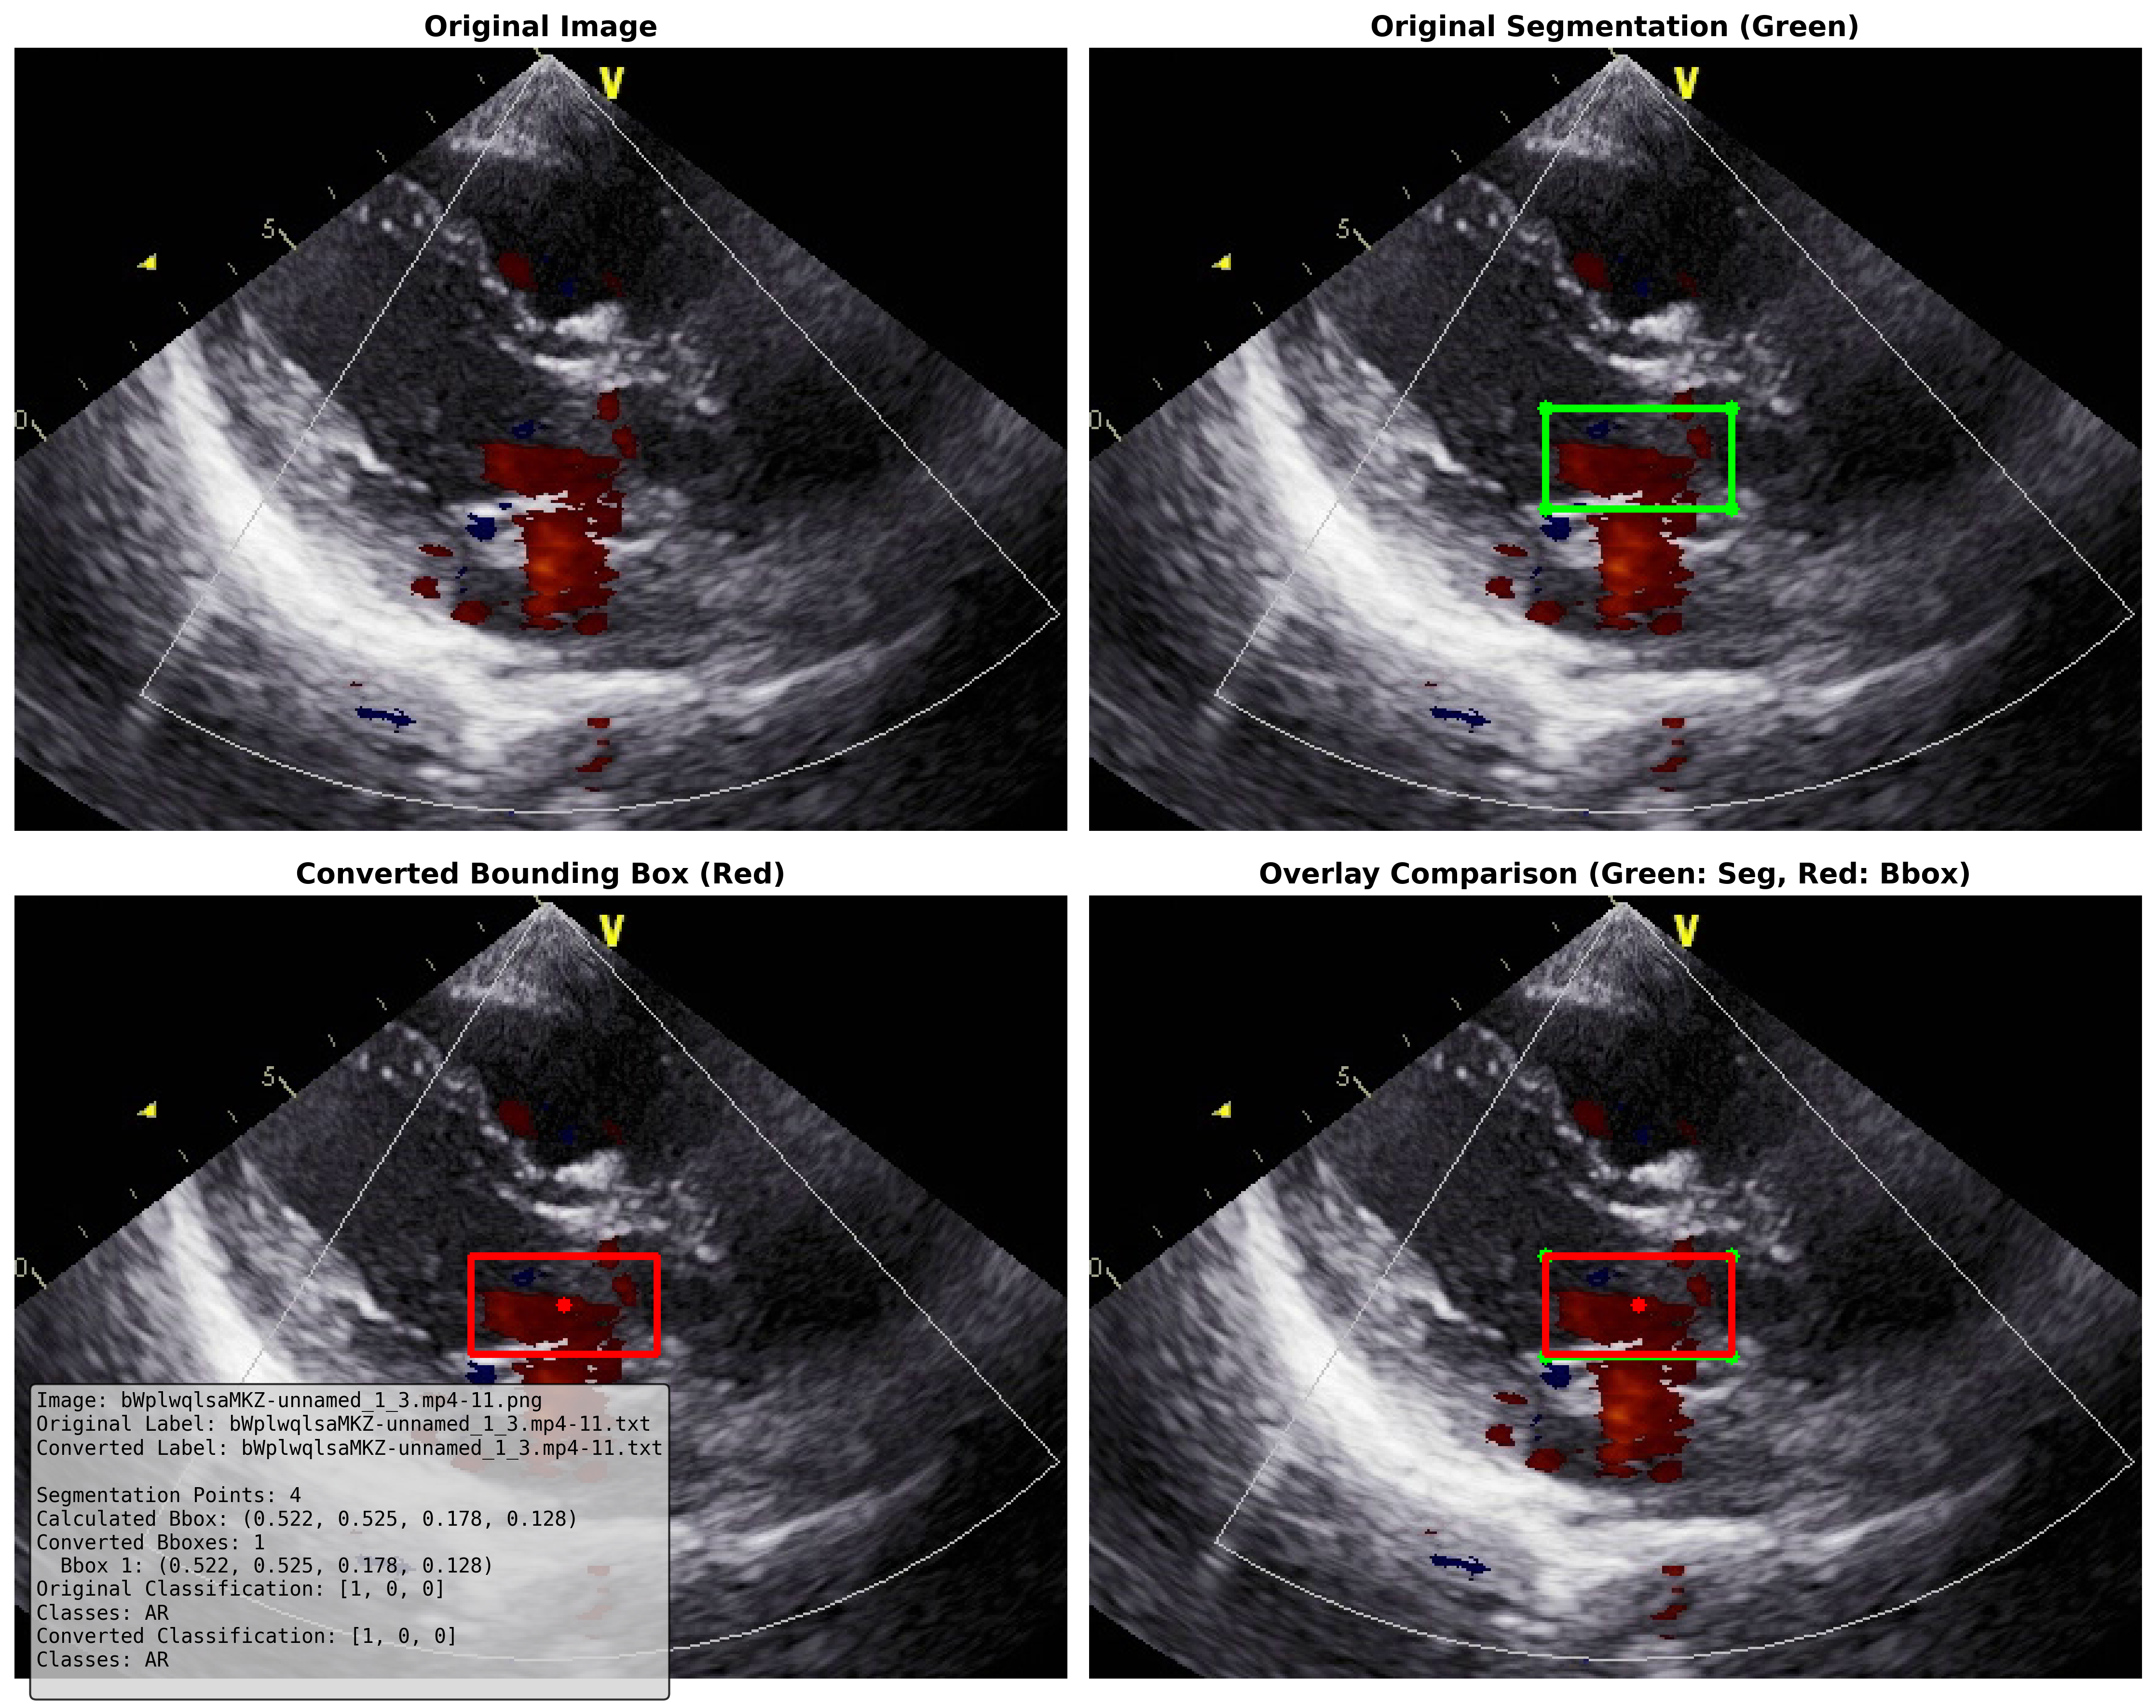 Original Image
Original Segmentation (Green)
V
5
0
V
5
0
Converted Bounding Box (Red)
Overlay Comparison (Green: Seg, Red: Bbox)
V
5
0
V
5
0
Image: bWplwqlsaMKZ-unnamed_1_3.mp4-11.png
Original Label: bWplwqlsaMKZ-unnamed_1_3.mp4-11.txt
Converted Label: bWplwqlsaMKZ-unnamed_1_3.mp4-11.txt
Segmentation Points: 4
Calculated Bbox: (0.522, 0.525, 0.178, 0.128)
Converted Bboxes: 1
Bbox 1: (0.522, 0.525, 0.178, 0.128)
Original Classification: [1, 0, 0]
Classes: AR
Converted Classification: [1, 0, 0]
Classes: AR